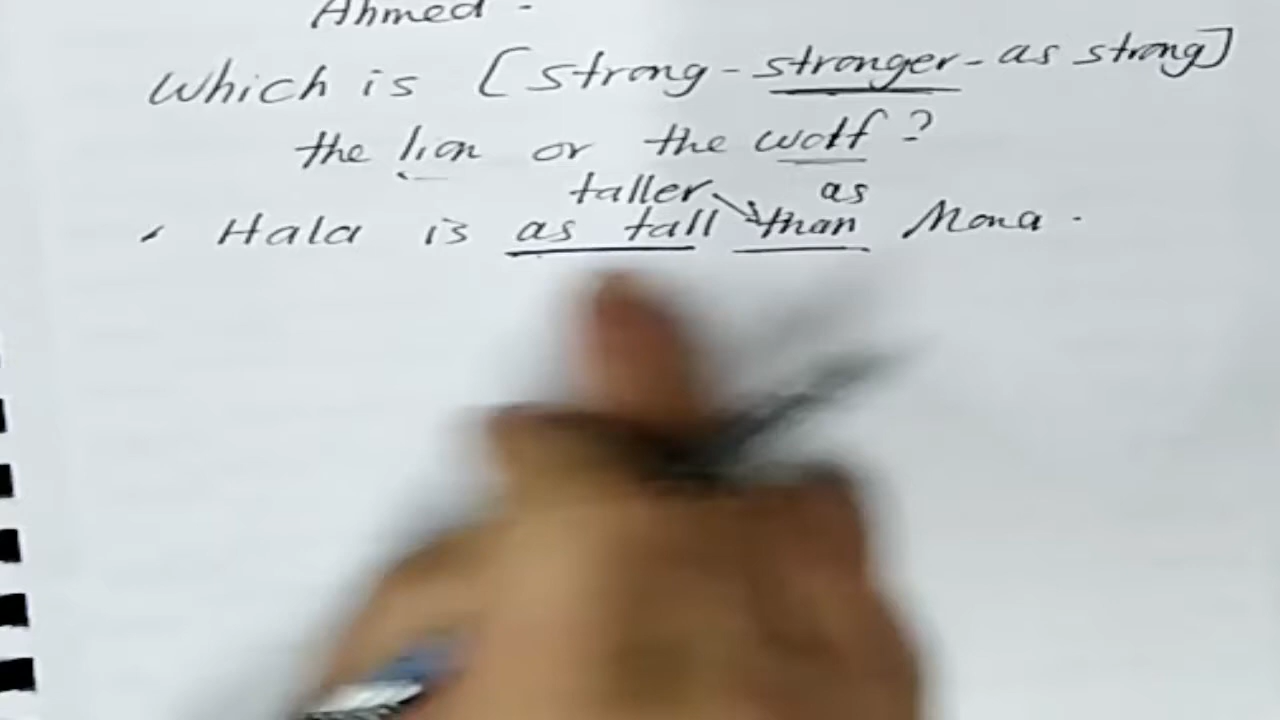 Ahmed.
Which is [strong - stronger - as strong]
the lion or the wolf?
taller as
Hala is as tall than Mona.